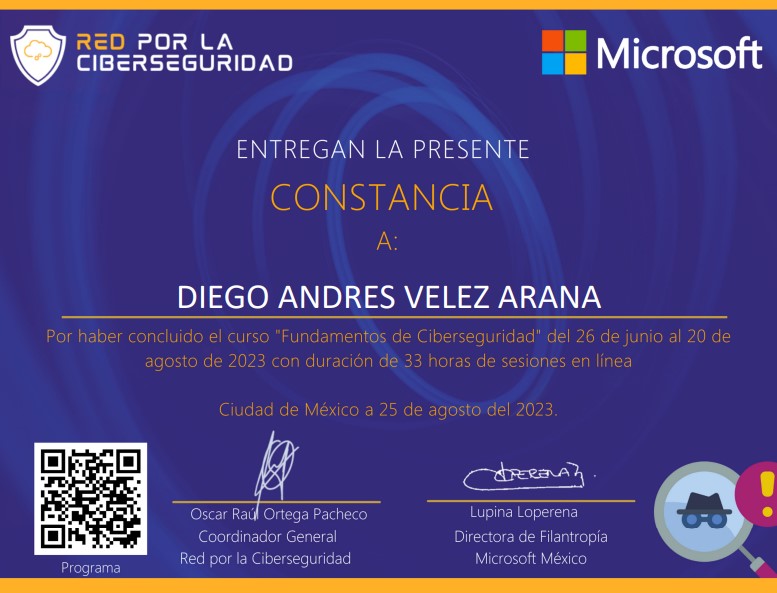 RED POR LA
CIBERSEGURIDAD
Microsoft
ENTREGAN LA PRESENTE
CONSTANCIA
A:
DIEGO ANDRES VELEZ ARANA
Por haber concluido el curso "Fundamentos de Ciberseguridad" del 26 de junio al 20 de
agosto de 2023 con duración de 33 horas de sesiones en línea
Ciudad de México a 25 de agosto del 2023.
Oscar Raúl Ortega Pacheco
Coordinador General
Red por la Ciberseguridad
Lupina Loperena
Directora de Filantropía
Microsoft México
Programa